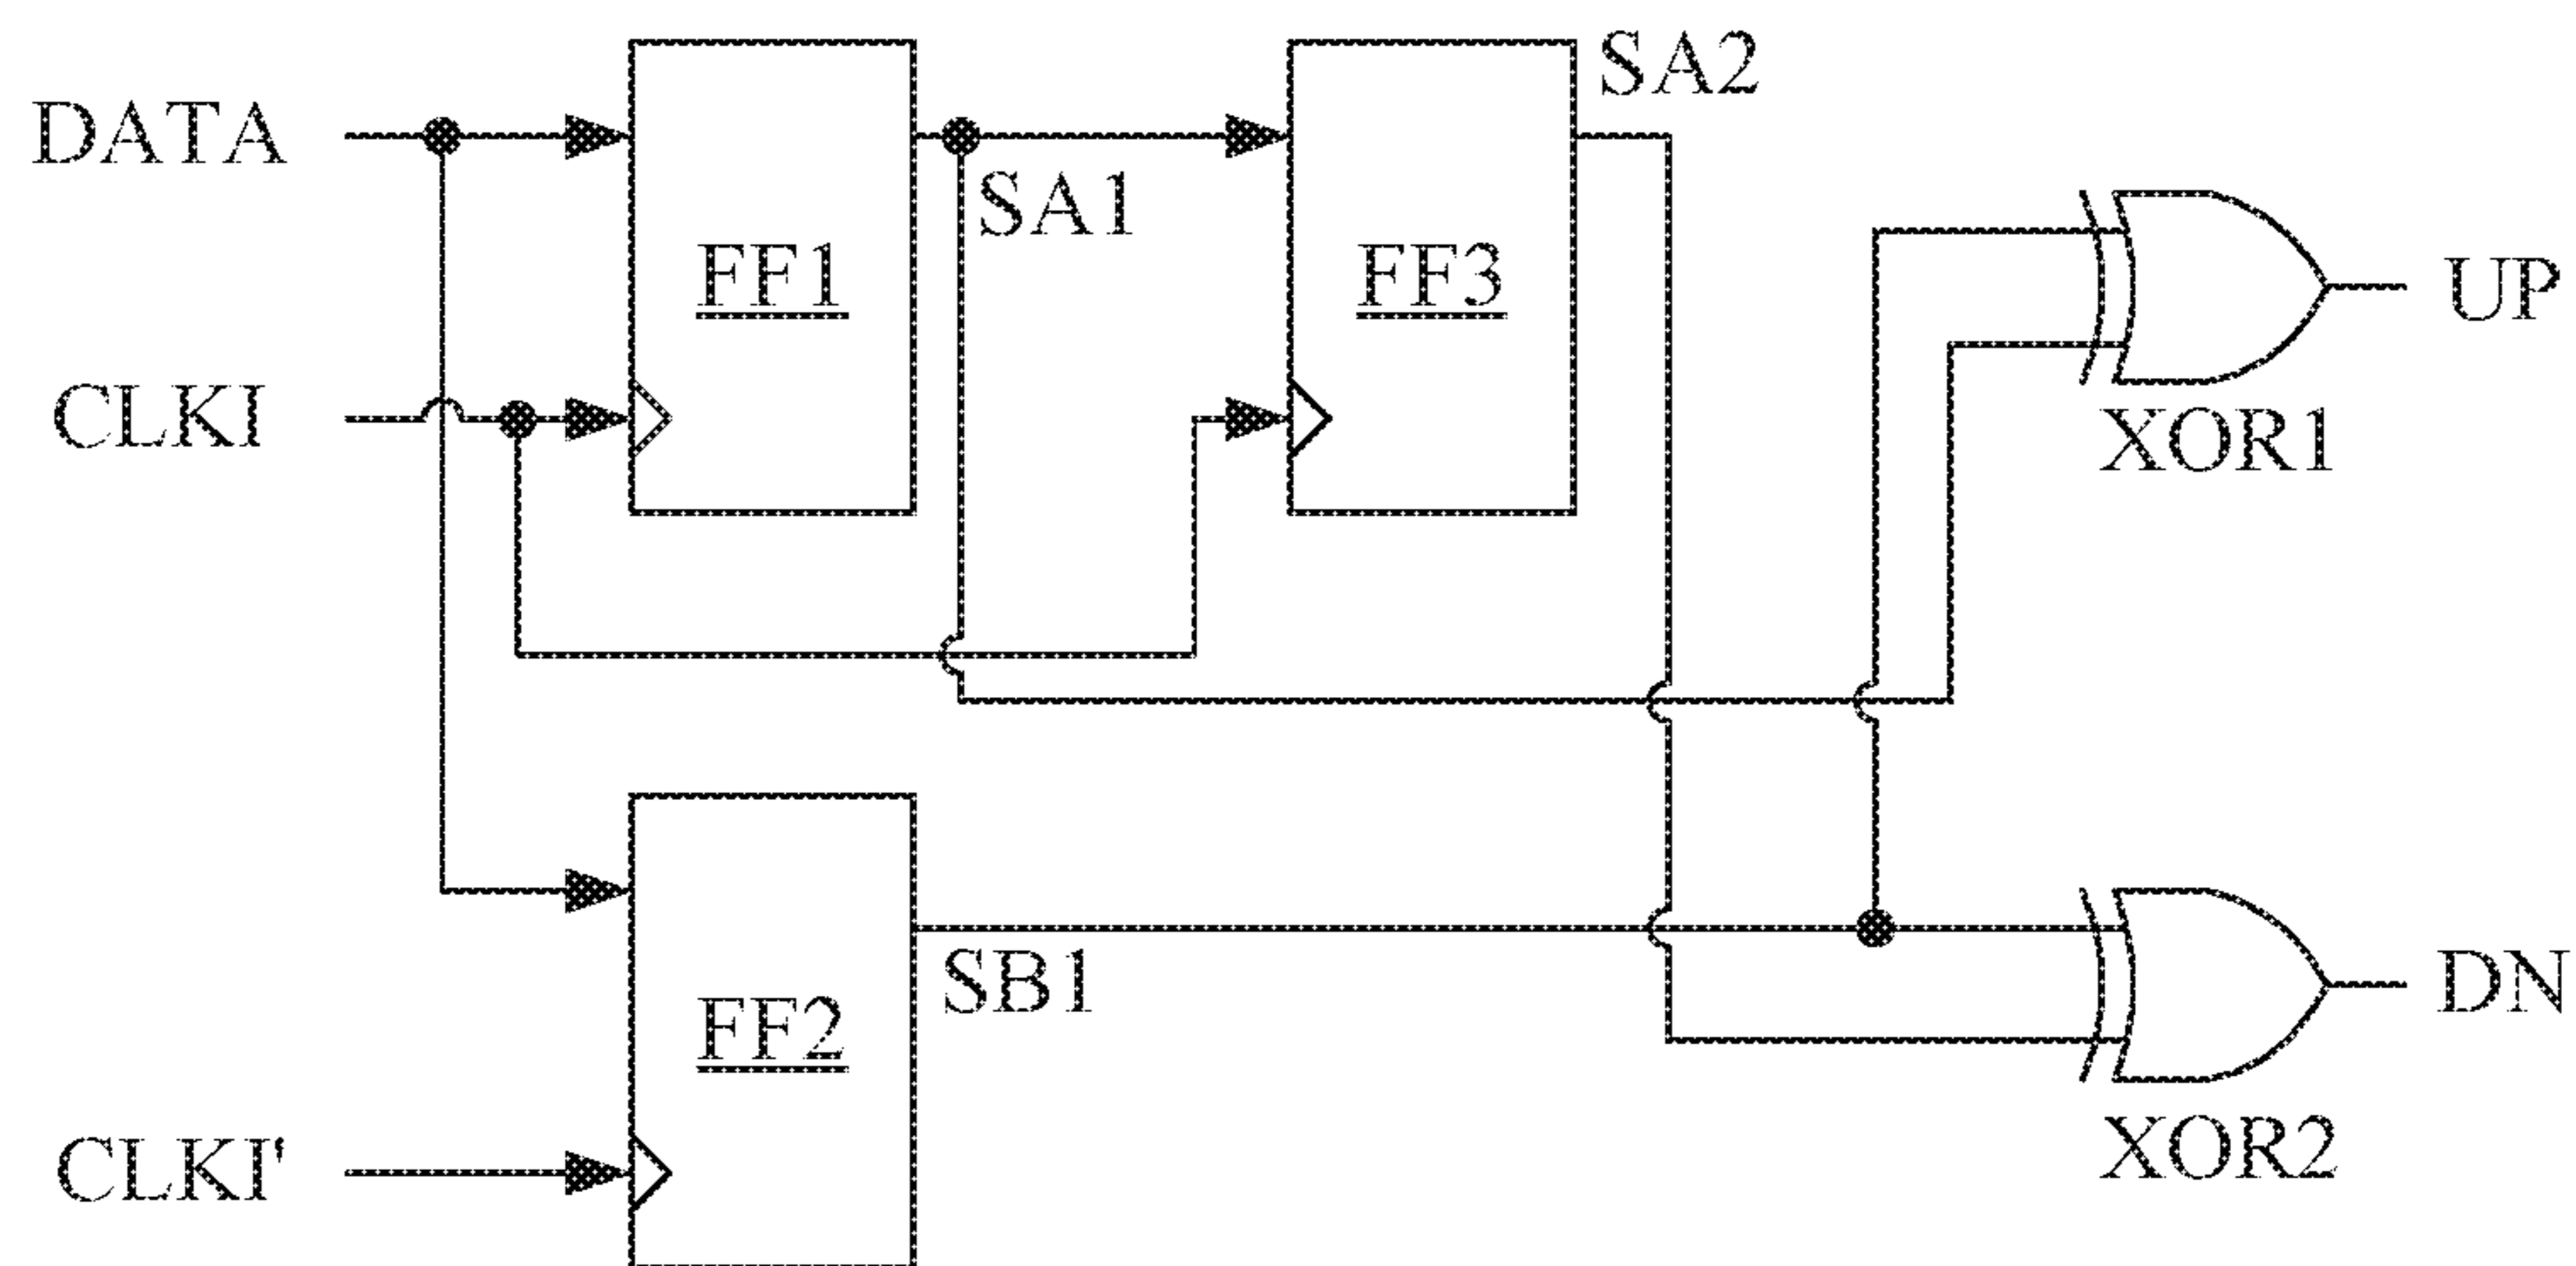 SA2
DATA
SA1
FF1
FF3
UP
CLKI
XOR1
SB1
DN
FF2
CLKI'
XOR2